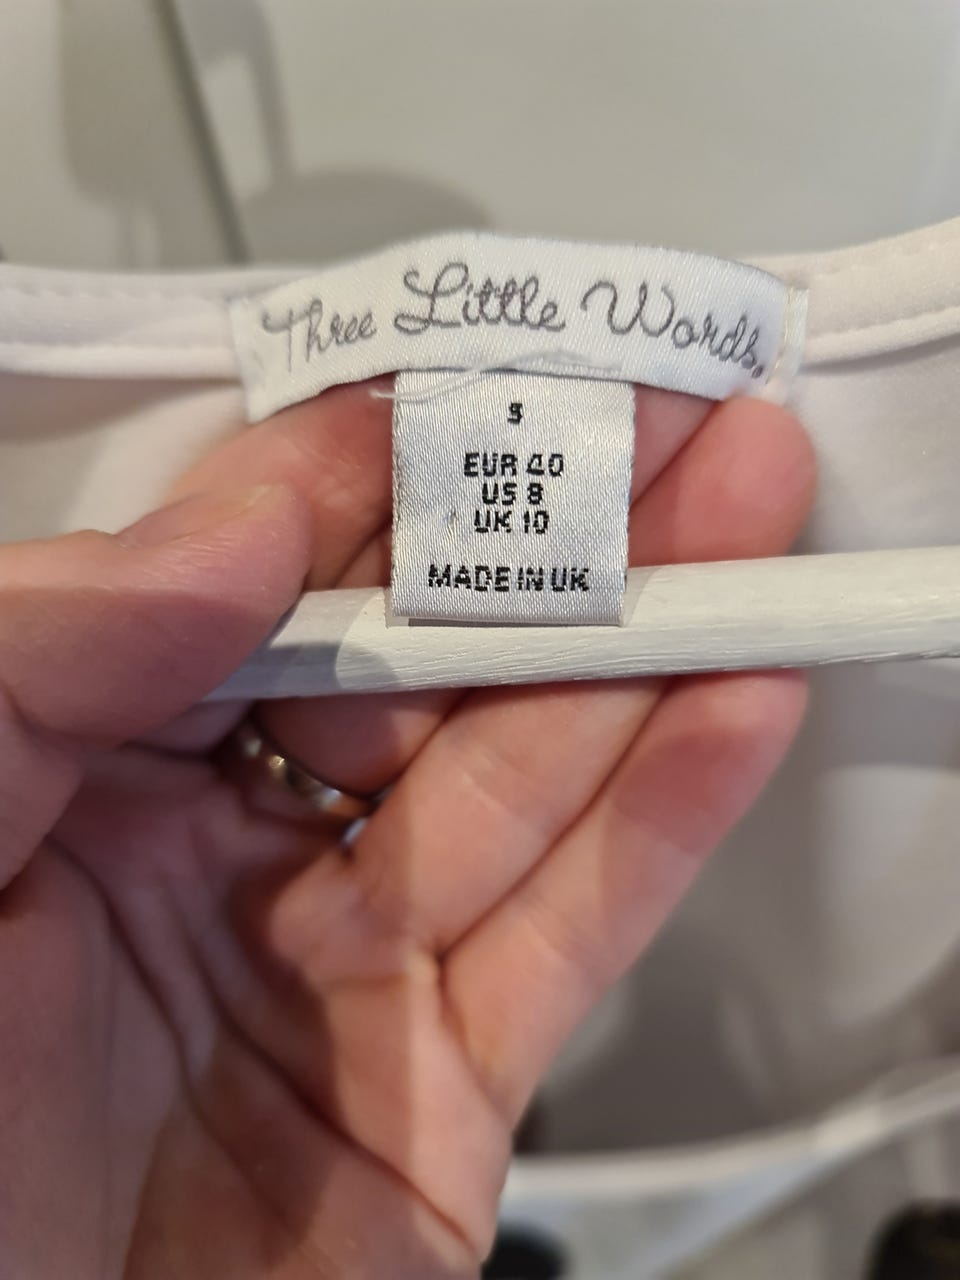 Three Little Words.
S
EUR 40
US 8
UK 10
MADE IN UK